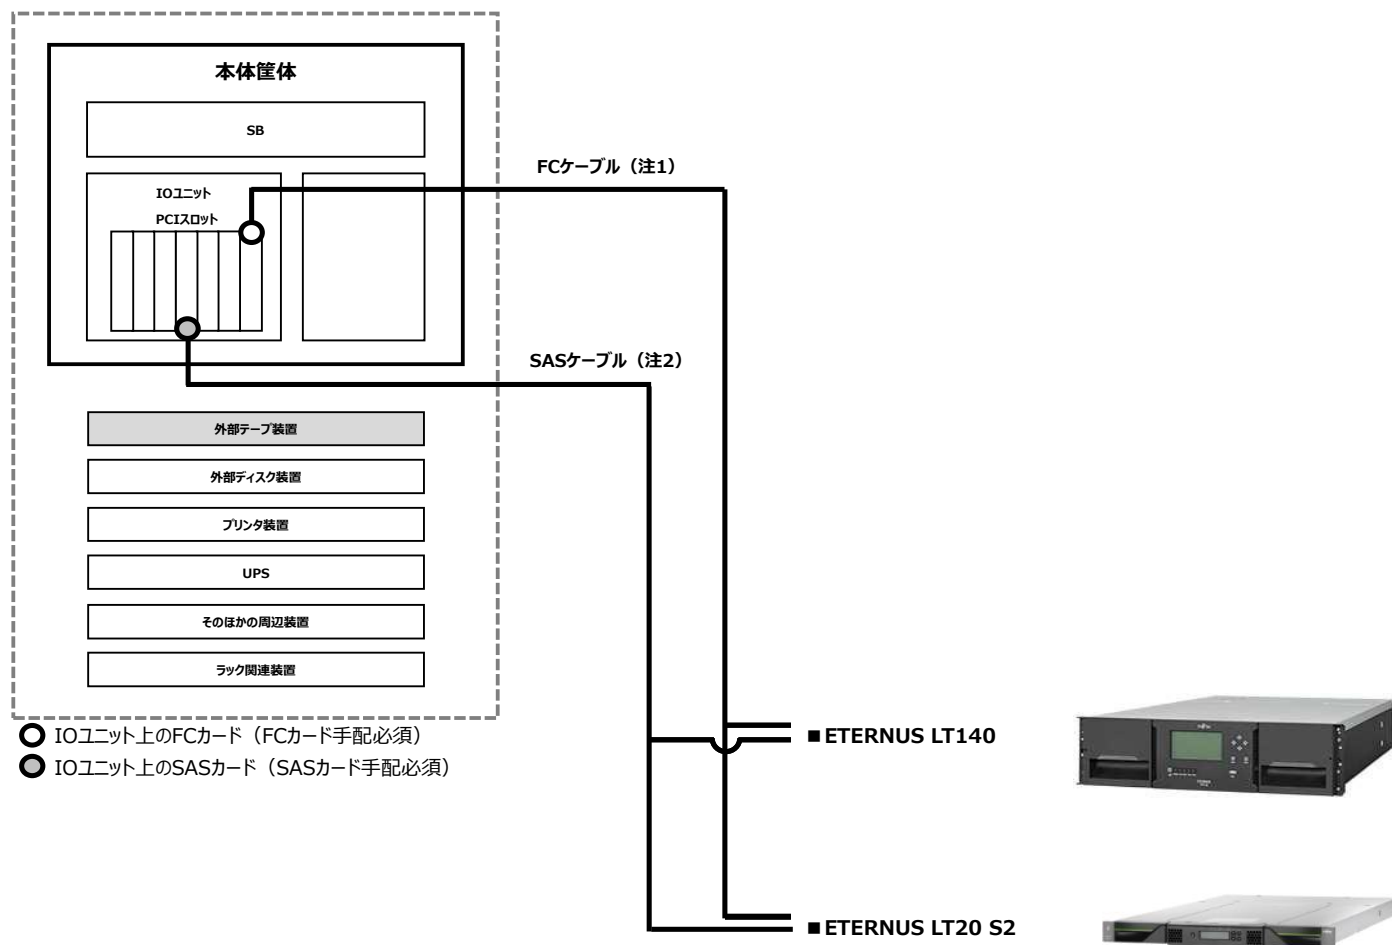 本体筐体
SB
IOユニット
PCIスロット
FCケーブル（注1）
SASケーブル（注2）
外部テープ装置
外部ディスク装置
プリンタ装置
UPS
そのほかの周辺装置
ラック関連装置
IOユニット上のFCカード（FCカード手配必須）
IOユニット上のSASカード（SASカード手配必須）
■ETERNUS LT140
■ETERNUS LT20 S2